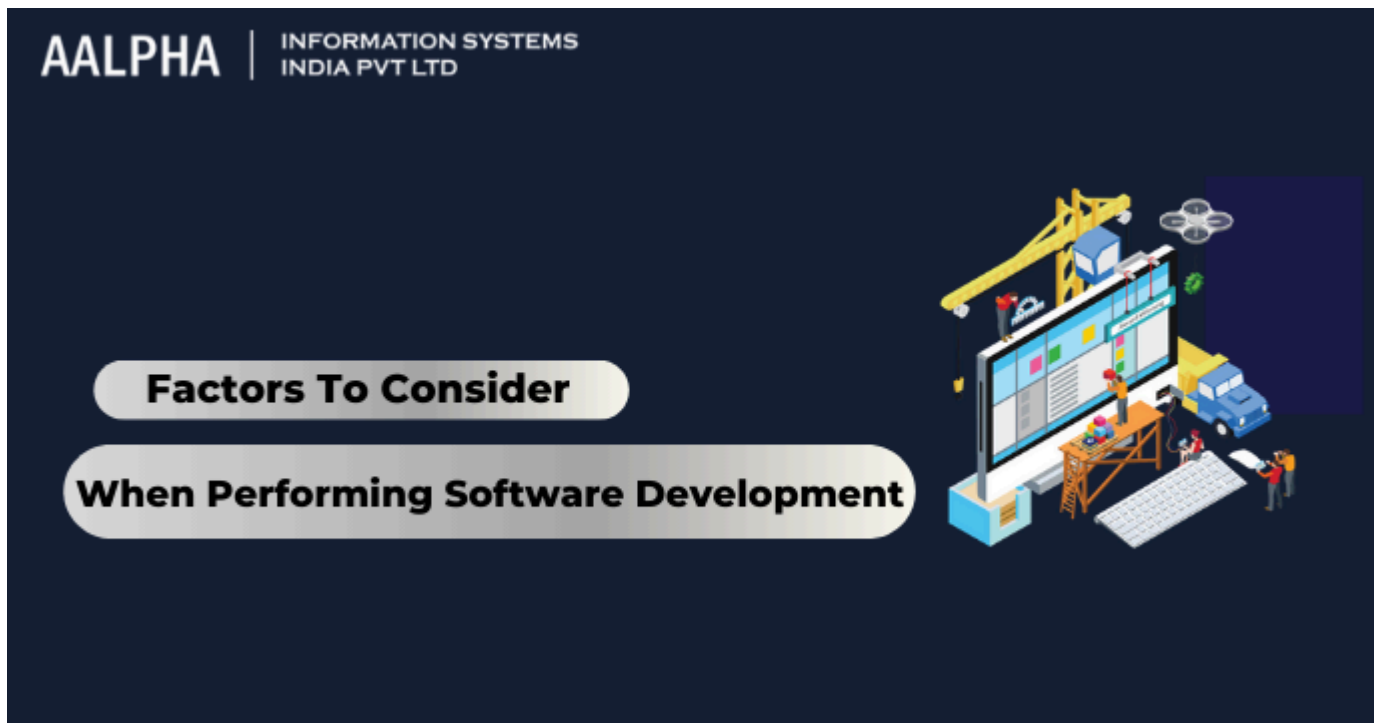 AALPHA
INFORMATION SYSTEMS
INDIA PVT LTD
Factors To Consider
When Performing Software Development